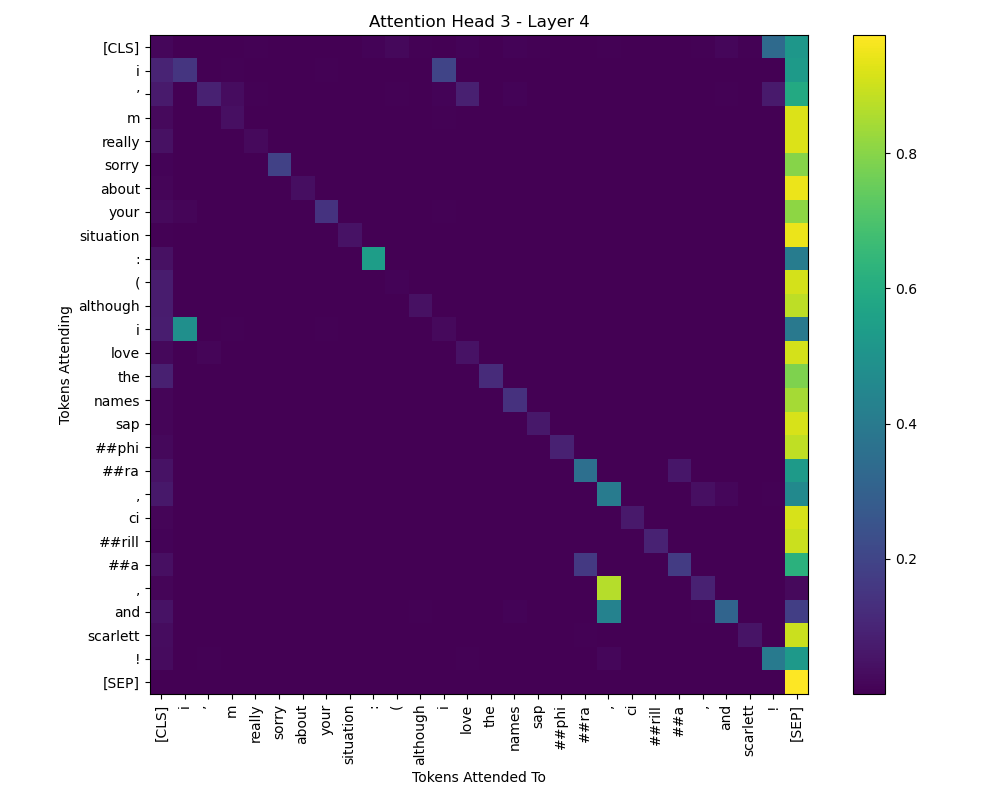 Attention Head 3 - Layer 4
Tokens Attending
[CLS]
i
’
m
really
sorry
about
your
situation
:
(
although
i
love
the
names
sap
##phi
##ra
,
ci
##rill
##a
,
and
scarlett
!
[SEP]
[CLS]
i
’
m
really
sorry
about
your
situation
:
(
although
i
love
the
names
sap
##phi
##ra
,
ci
##rill
##a
,
and
scarlett
!
[SEP]
Tokens Attended To
0.8
0.6
0.4
0.2